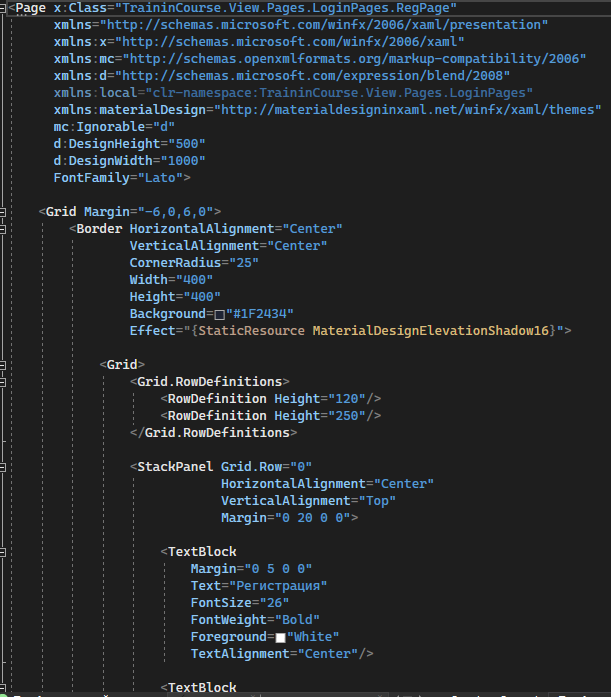 <Page x:Class="TraininCourse.View.Pages.LoginPages.RegPage"
xmlns="http://schemas.microsoft.com/winfx/2006/xaml/presentation"
xmlns:x="http://schemas.microsoft.com/winfx/2006/xaml"
xmlns:mc="http://schemas.openxmlformats.org/markup-compatibility/2006"
xmlns:d="http://schemas.microsoft.com/expression/blend/2008"
xmlns:local="clr-namespace:TraininCourse.View.Pages.LoginPages"
xmlns:materialDesign="http://materialdesigninxaml.net/winfx/xaml/themes"
mc:Ignorable="d"
d:DesignHeight="500"
d:DesignWidth="1000"
FontFamily="Lato">
<Grid Margin="-6,0,6,0">
<Border HorizontalAlignment="Center"
VerticalAlignment="Center"
CornerRadius="25"
Width="400"
Height="400"
Background="#1F2434"
Effect="{StaticResource MaterialDesignElevationShadow16}">
<Grid>
<Grid.RowDefinitions>
<RowDefinition Height="120"/>
<RowDefinition Height="250"/>
</Grid.RowDefinitions>
<StackPanel Grid.Row="0"
HorizontalAlignment="Center"
VerticalAlignment="Top"
Margin="0 20 0 0">
<TextBlock
Margin="0 5 0 0"
Text="Регистрация"
FontSize="26"
FontWeight="Bold"
Foreground="White"
TextAlignment="Center"/>
<TextBlock